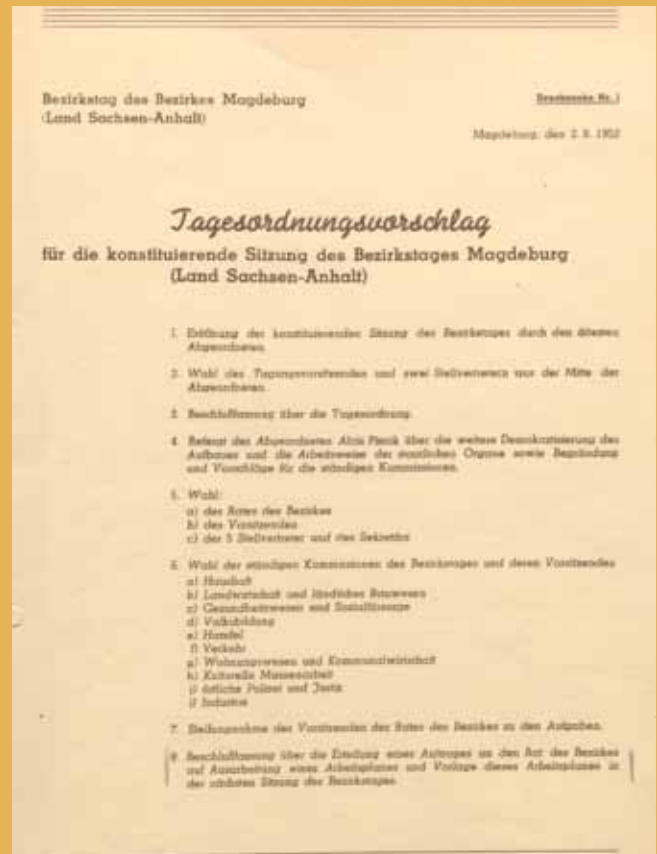 Bezirkstag des Bezirkes Magdeburg
(Land Sachsen-Anhalt)
Drucksache Nr. 1
Magdeburg, den 2. 8. 1952
Tagesordnungsvorschlag
für die konstituierende Sitzung des Bezirkstages Magdeburg
(Land Sachsen-Anhalt)
1. Eröffnung der konstituierenden Sitzung des Bezirkstages durch den ältesten
Abgeordneten.
2. Wahl des Tagungsvorsitzenden und zwei Stellvertretern aus der Mitte der
Abgeordneten.
3. Beschlußfassung über die Tagesordnung.
4. Referat des Abgeordneten Alois Pisnik über die weitere Demokratisierung des
Aufbaues und die Arbeitsweise der staatlichen Organe sowie Begründung
und Vorschläge für die ständigen Kommissionen.
5. Wahl:
a) des Rates des Bezirkes
b) des Vorsitzenden
c) der 5 Stellvertreter und des Sekretärs
6. Wahl der ständigen Kommissionen des Bezirkstages und deren Vorsitzenden
a) Haushalt
b) Landwirtschaft und ländliches Bauwesen
c) Gesundheitswesen und Sozialfürsorge
d) Volksbildung
e) Handel
f) Verkehr
g) Wohnungswesen und Kommunalwirtschaft
h) Kulturelle Massenarbeit
i) örtliche Polizei und Justiz
j) Industrie
7. Stellungnahme des Vorsitzenden des Rates des Bezirkes zu den Aufgaben.
8. Beschlußfassung über die Erteilung eines Auftrages an den Rat des Bezirkes
auf Ausarbeitung eines Arbeitsplanes und Vorlage dieses Arbeitsplanes in
der nächsten Sitzung des Bezirkstages.